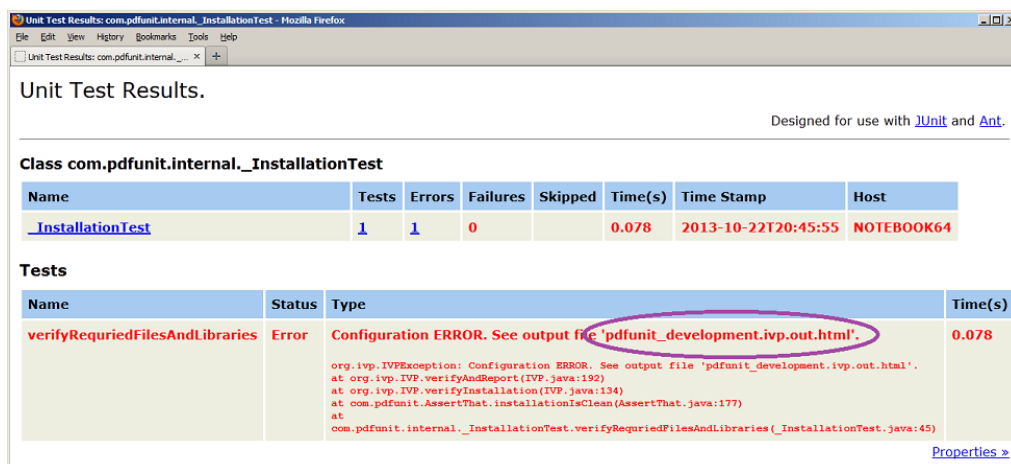 Unit Test Results: com.pdfunit.internal._InstallationTest - Mozilla Firefox
File Edit View History Bookmarks Tools Help
Unit Test Results: com.pdfunit.internal._... × +
Unit Test Results.
Designed for use with JUnit and Ant.
Class com.pdfunit.internal._InstallationTest
Name Tests Errors Failures Skipped Time(s) Time Stamp Host
_InstallationTest 1 1 0 0.078 2013-10-22T20:45:55 NOTEBOOK64
Tests
Name Status Type Time(s)
verifyRequriedFilesAndLibraries Error Configuration ERROR. See output file 'pdfunit_development.ivp.out.html'. 0.078
org.ivp.IVPException: Configuration ERROR. See output file 'pdfunit_development.ivp.out.html'.
at org.ivp.IVP.verifyAndReport(IVP.java:192)
at org.ivp.IVP.verifyInstallation(IVP.java:134)
at com.pdfunit.AssertThat.installationIsClean(AssertThat.java:177)
at
com.pdfunit.internal._InstallationTest.verifyRequriedFilesAndLibraries(_InstallationTest.java:45)
Properties »